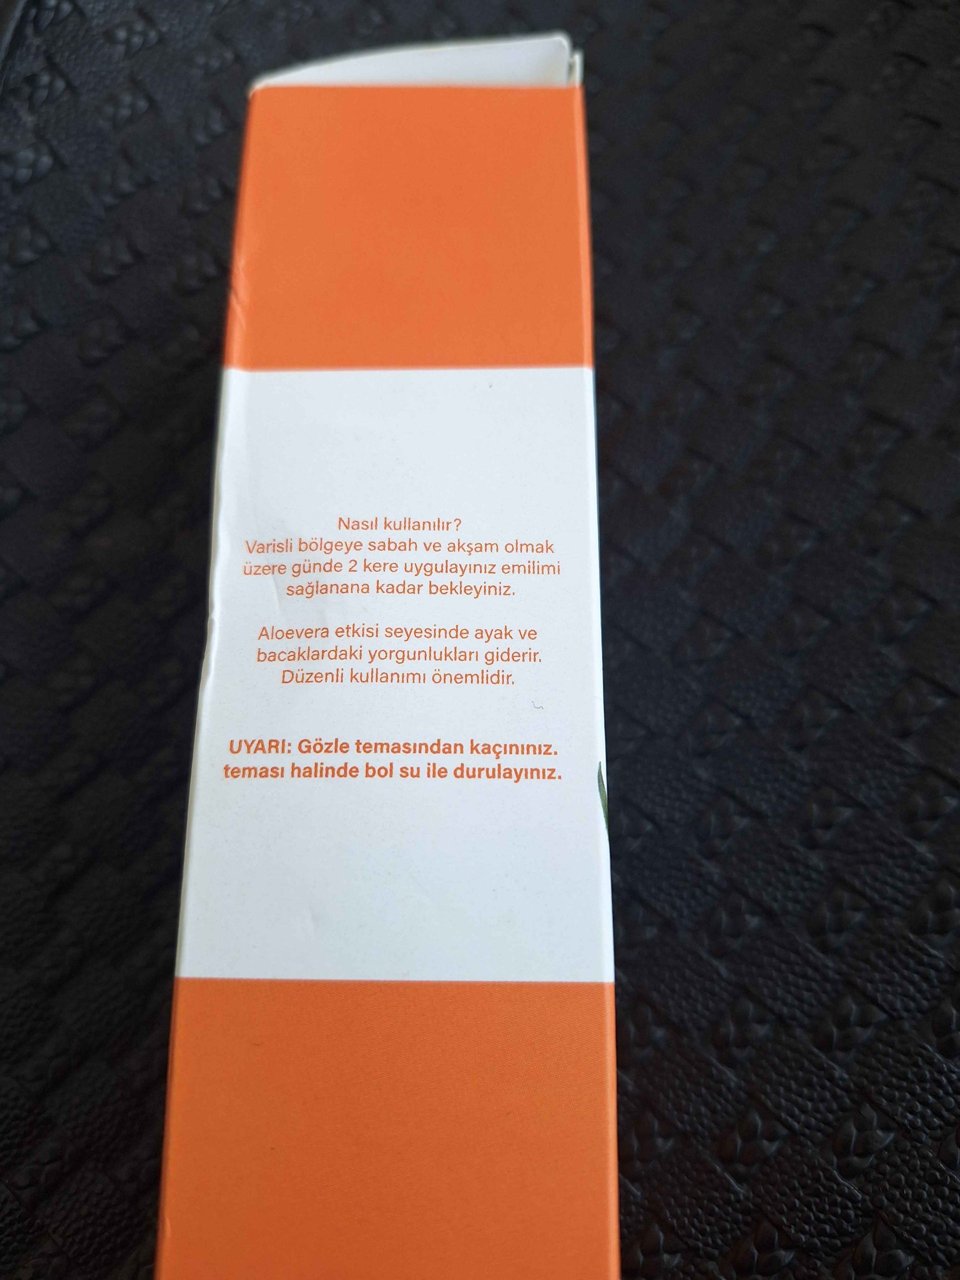 Nasıl kullanılır?
Varisli bölgeye sabah ve akşam olmak
üzere günde 2 kere uygulayınız emilimi
sağlanana kadar bekleyiniz.
Aloevera etkisi seyesinde ayak ve
bacaklardaki yorgunlukları giderir.
Düzenli kullanımı önemlidir.
UYARI: Gözle temasından kaçınınız.
teması halinde bol su ile durulayınız.